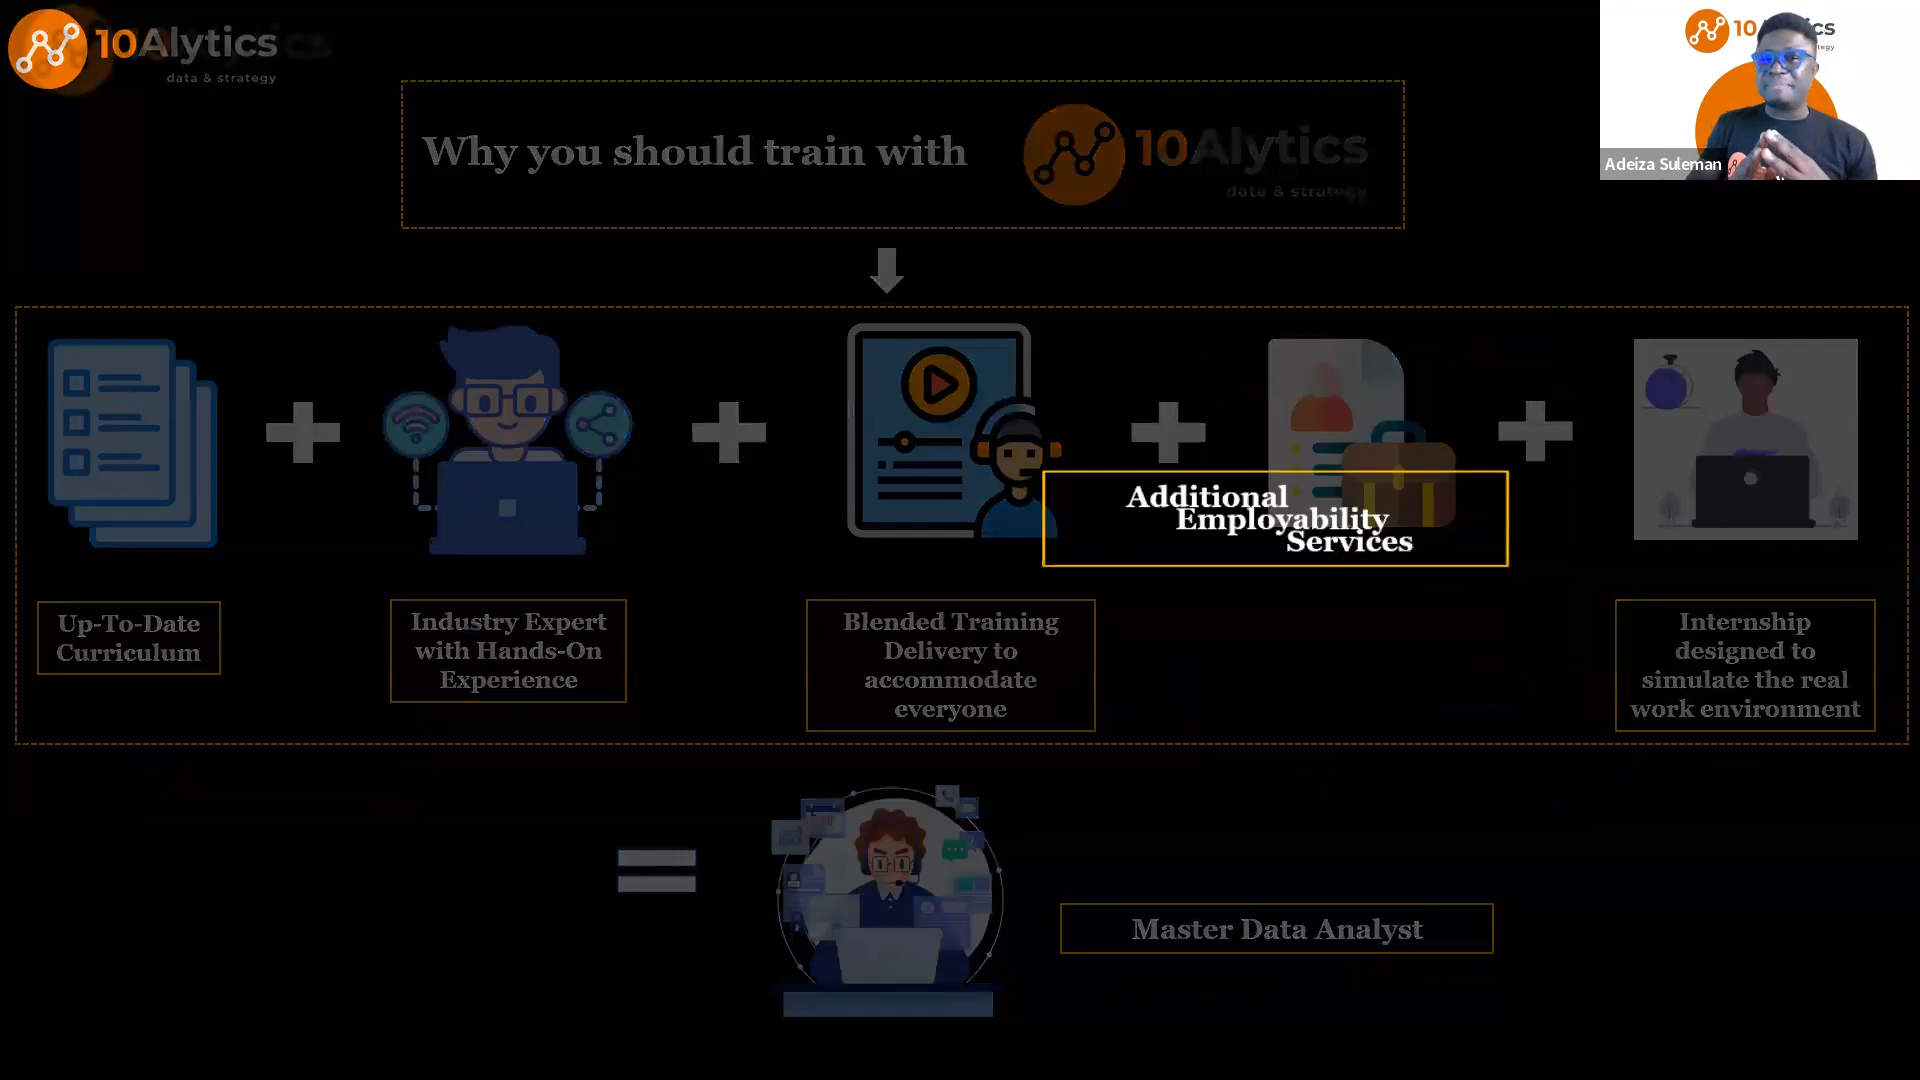 10Alytics
data & strategy
10Alytics
Adeiza Suleman
Why you should train with
10Alytics
data & strategy
Additional
Employability
Services
Up-To-Date
Curriculum
Industry Expert
with Hands-On
Experience
Blended Training
Delivery to
accommodate
everyone
Internship
designed to
simulate the real
work environment
Master Data Analyst